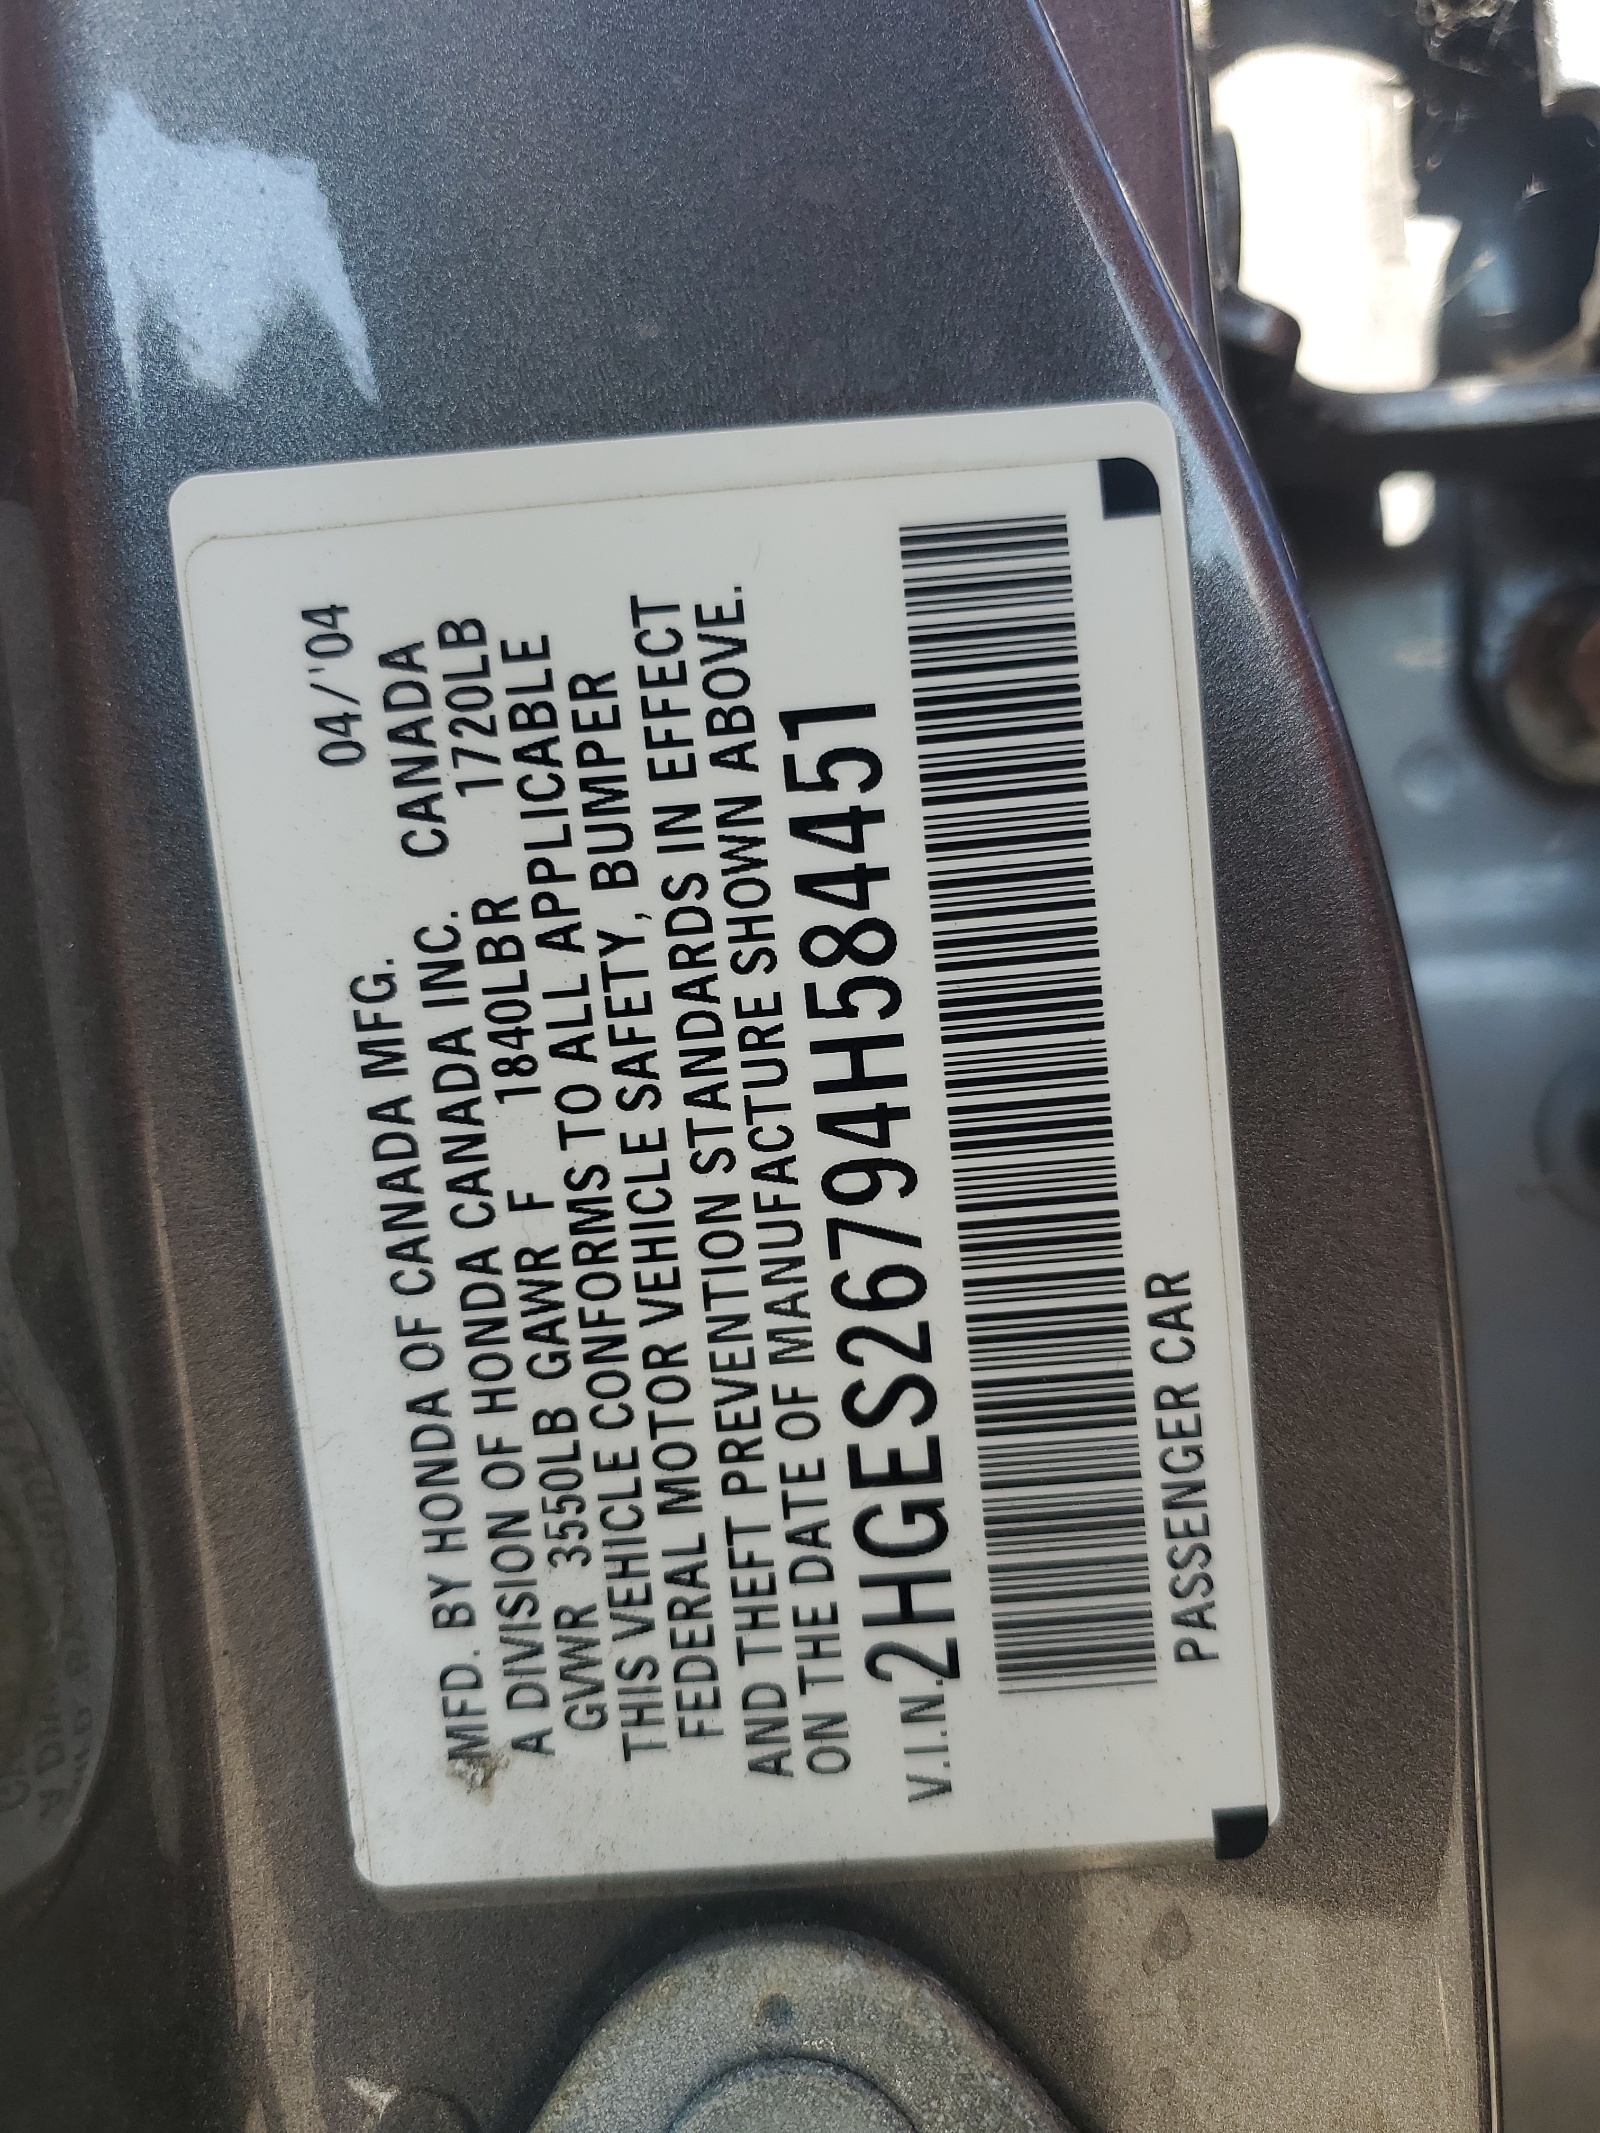 04/'04
MFD. BY HONDA OF CANADA MFG.
A DIVISION OF HONDA CANADA INC. CANADA
GVWR 3550LB GAWR F 1840LB R 1720LB
THIS VEHICLE CONFORMS TO ALL APPLICABLE
FEDERAL MOTOR VEHICLE SAFETY, BUMPER
AND THEFT PREVENTION STANDARDS IN EFFECT
ON THE DATE OF MANUFACTURE SHOWN ABOVE.
V.I.N. 2HGES26794H584451
PASSENGER CAR